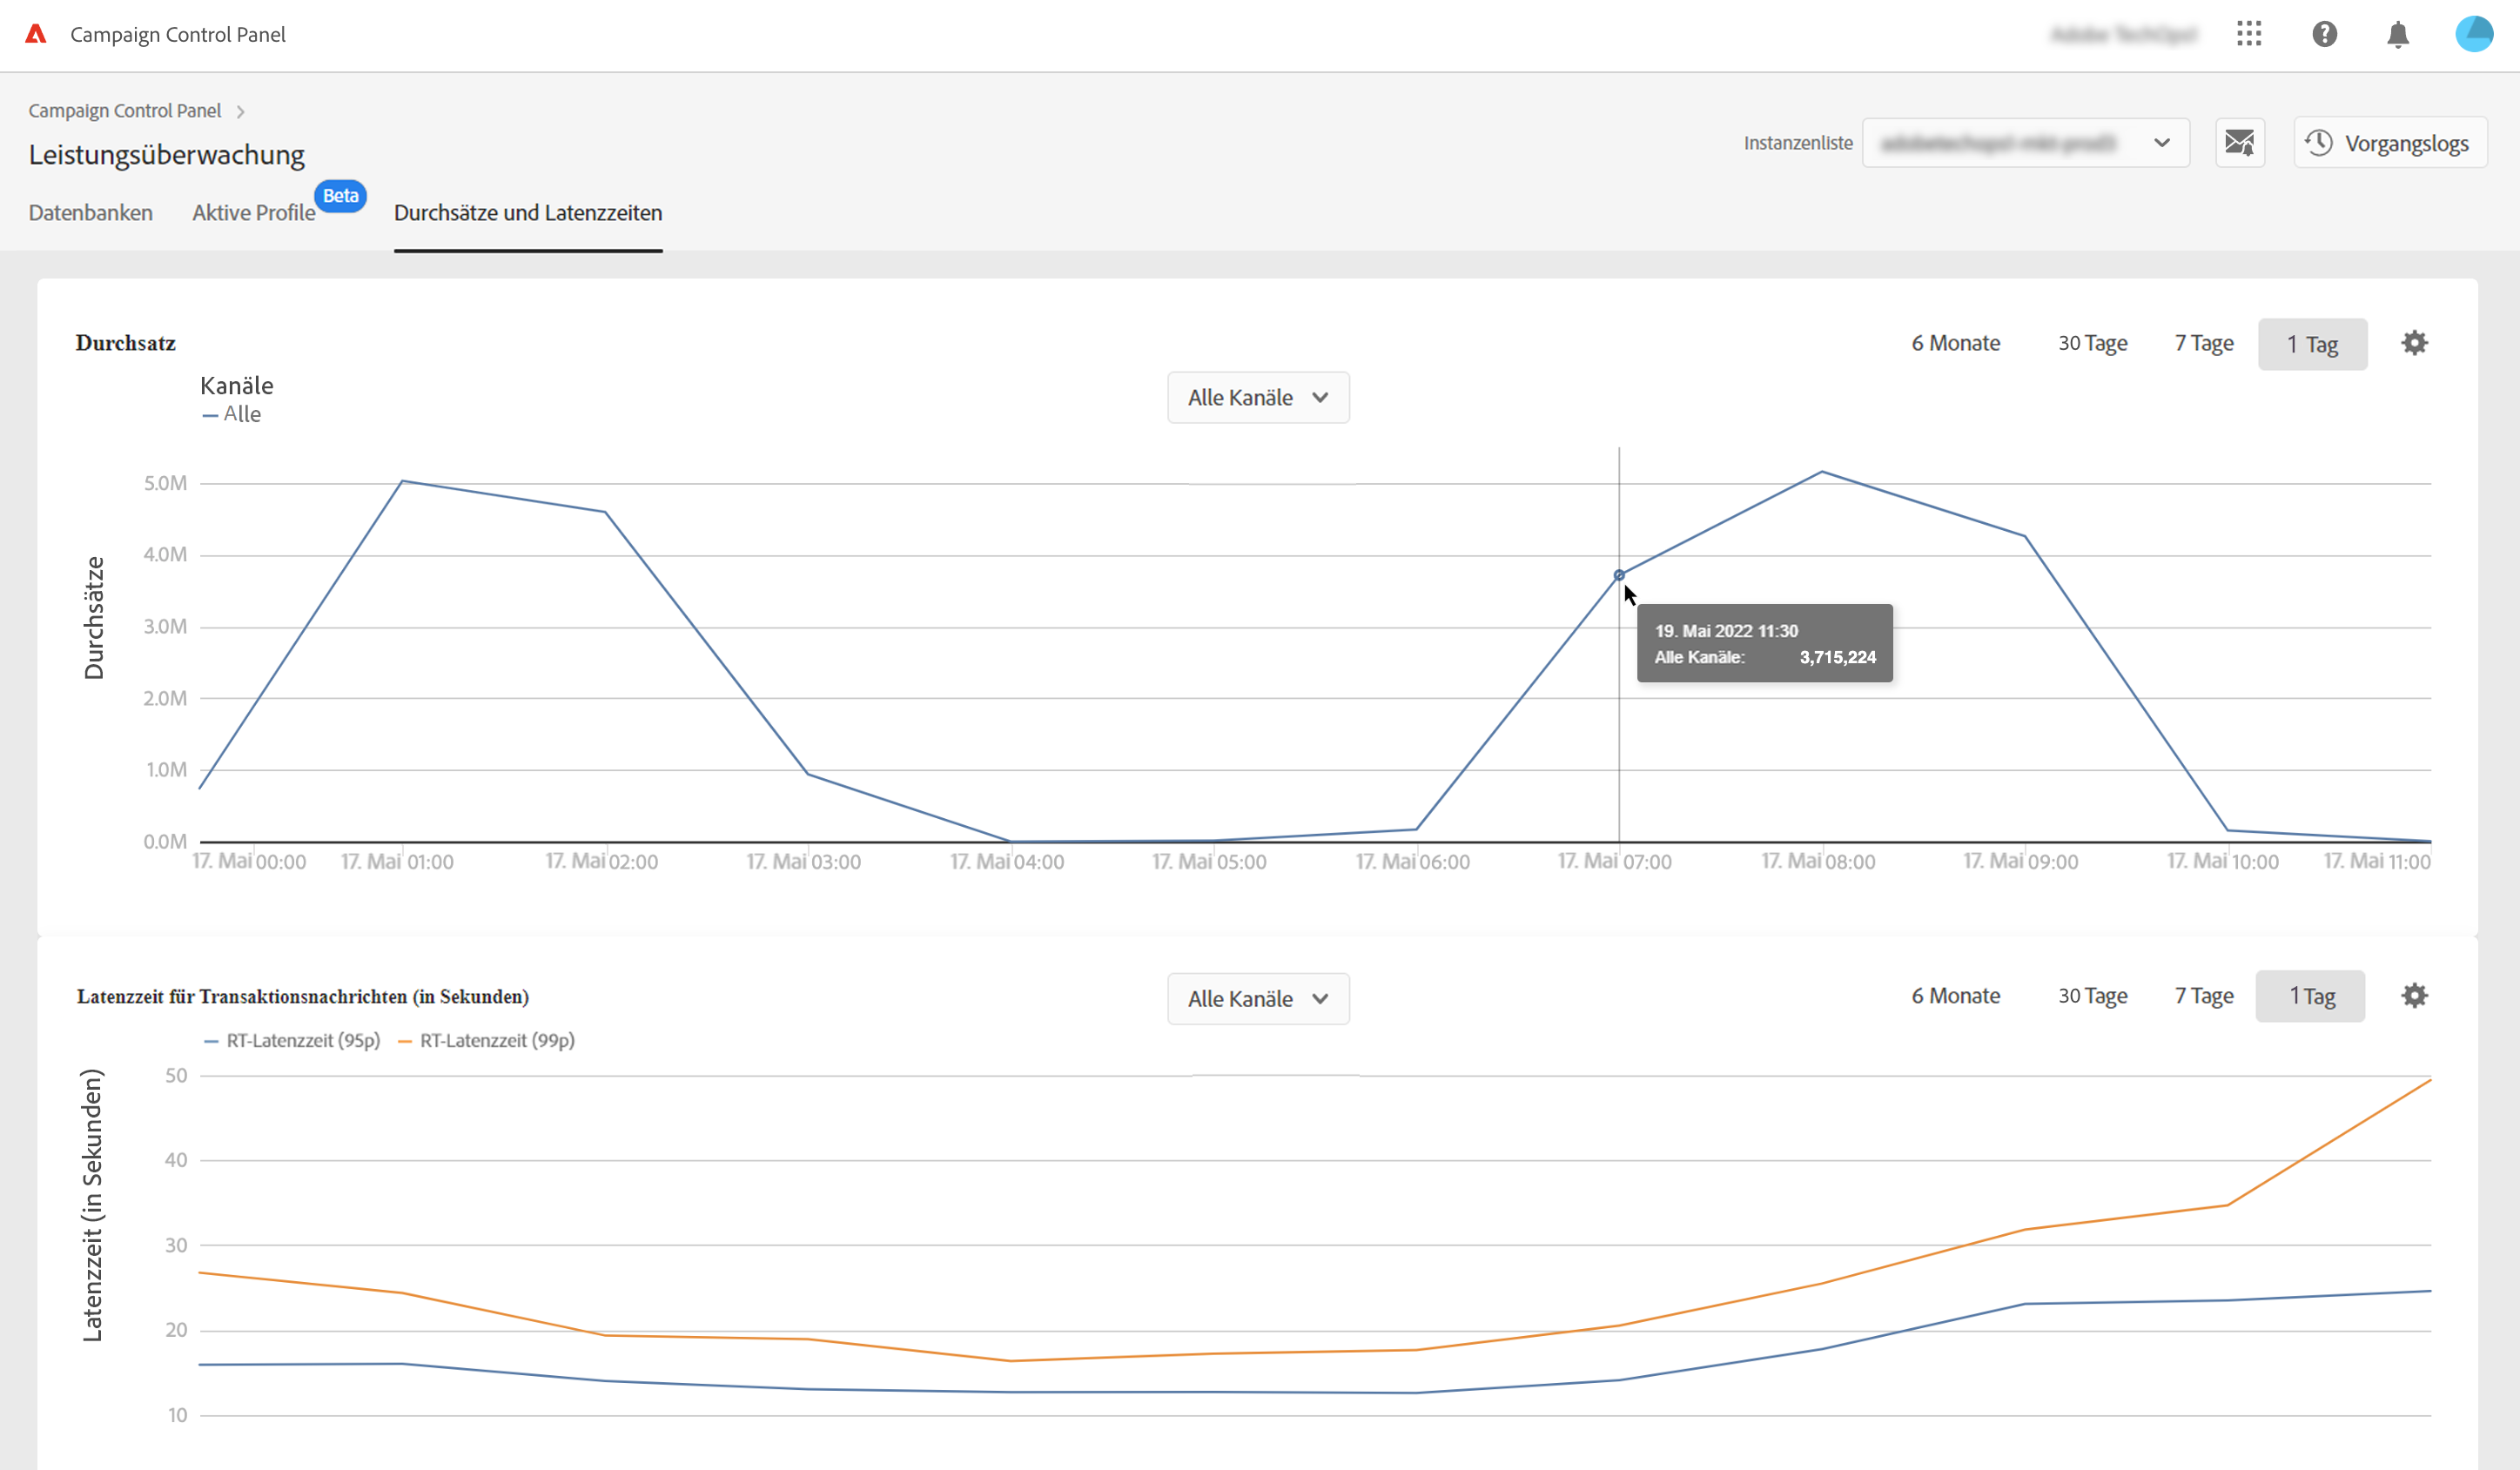 Campaign Control Panel
Campaign Control Panel
Leistungsüberwachung
Instanzenliste
Vorgangslogs
Datenbanken
Aktive Profile
Beta
Durchsätze und Latenzzeiten
Durchsatz
6 Monate
30 Tage
7 Tage
1 Tag
Kanäle
Alle
Alle Kanäle
Durchsätze
5.0M
4.0M
3.0M
2.0M
1.0M
0.0M
19. Mai 2022 11:30
Alle Kanäle: 3,715,224
17. Mai 00:00
17. Mai 01:00
17. Mai 02:00
17. Mai 03:00
17. Mai 04:00
17. Mai 05:00
17. Mai 06:00
17. Mai 07:00
17. Mai 08:00
17. Mai 09:00
17. Mai 10:00
17. Mai 11:00
Latenzzeit für Transaktionsnachrichten (in Sekunden)
Alle Kanäle
6 Monate
30 Tage
7 Tage
1 Tag
RT-Latenzzeit (95p)
RT-Latenzzeit (99p)
Latenzzeit (in Sekunden)
50
40
30
20
10